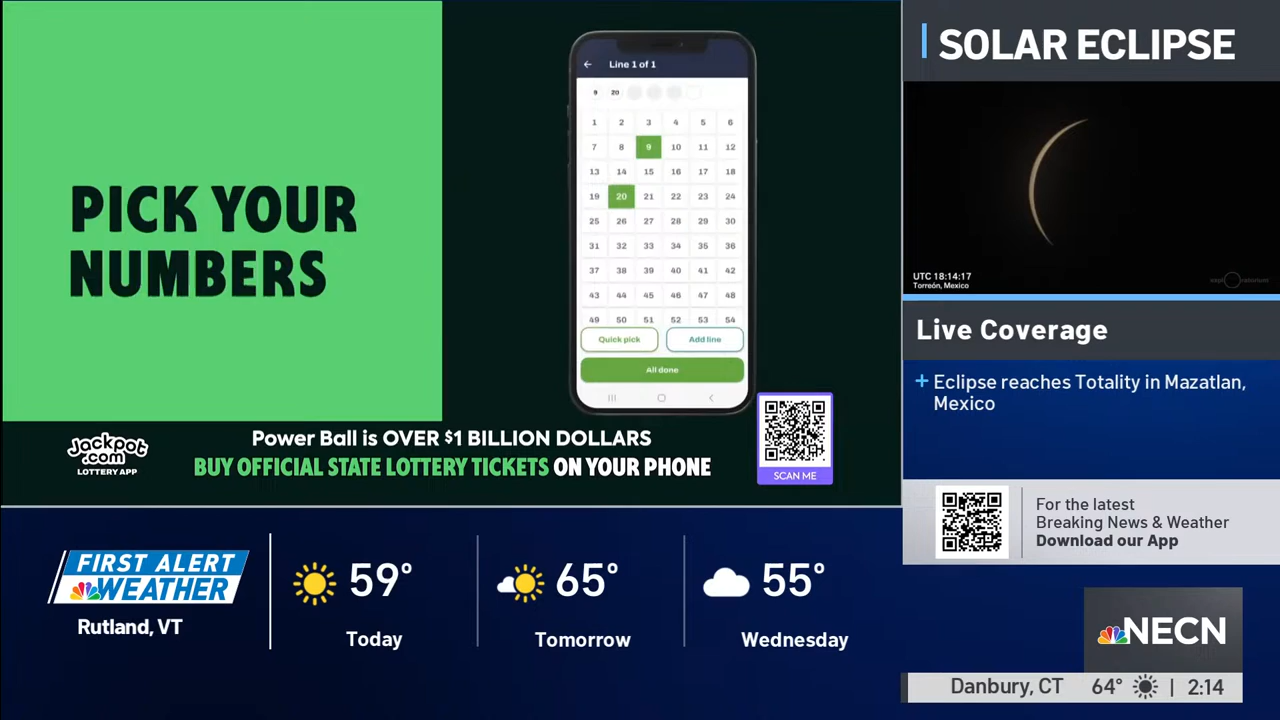 PICK YOUR
NUMBERS
Line 1 of 1
9 20
1 2 3 4 5 6
7 8 9 10 11 12
13 14 15 16 17 18
19 20 21 22 23 24
25 26 27 28 29 30
31 32 33 34 35 36
37 38 39 40 41 42
43 44 45 46 47 48
49 50 51 52 53 54
Quick pick
Add line
All done
Jackpot
.com
LOTTERY APP
Power Ball is OVER $1 BILLION DOLLARS
BUY OFFICIAL STATE LOTTERY TICKETS ON YOUR PHONE
SCAN ME
SOLAR ECLIPSE
UTC 18:14:17
Torreón, Mexico
Live Coverage
+ Eclipse reaches Totality in Mazatlan,
Mexico
For the latest
Breaking News & Weather
Download our App
FIRST ALERT
WEATHER
Rutland, VT
59°
Today
65°
Tomorrow
55°
Wednesday
NECN
Danbury, CT 64° | 2:14